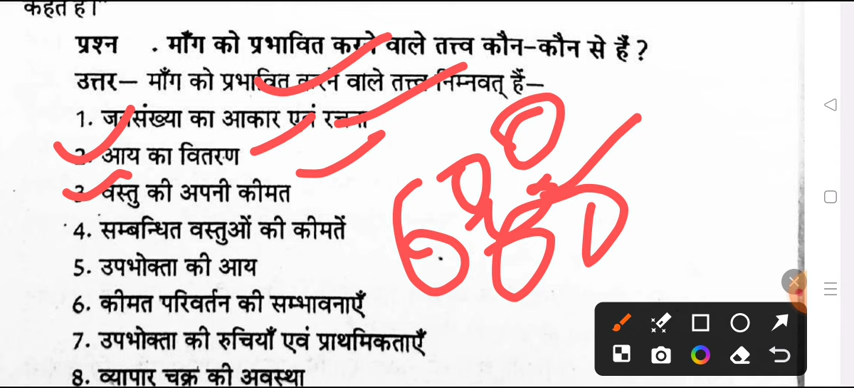 कहते हैं।"
प्रश्न . माँग को प्रभावित करने वाले तत्त्व कौन-कौन से हैं ?
उत्तर— माँग को प्रभावित करने वाले तत्त्व निम्नवत् हैं—
1. जनसंख्या का आकार एवं रचना
2. आय का वितरण
3. वस्तु की अपनी कीमत
4. सम्बन्धित वस्तुओं की कीमतें
5. उपभोक्ता की आय
6. कीमत परिवर्तन की सम्भावनाएँ
7. उपभोक्ता की रुचियाँ एवं प्राथमिकताएँ
8. व्यापार चक्र की अवस्था